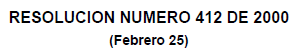 RESOLUCION NUMERO 412 DE 2000
(Febrero 25)